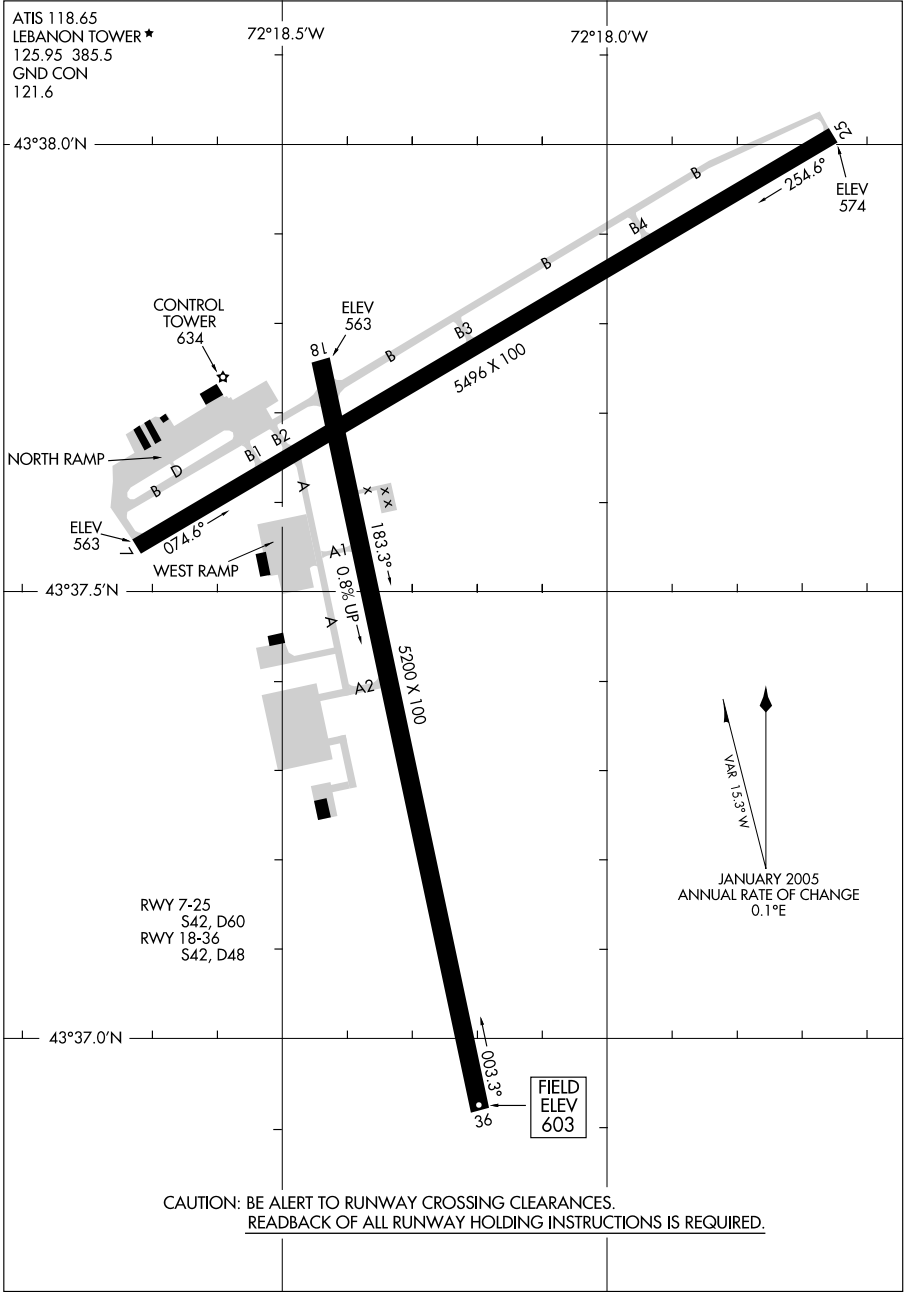 ATIS 118.65
LEBANON TOWER★
125.95 385.5
GND CON
121.6
72°18.5'W
72°18.0'W
43°38.0'N
25
B
254.6°
ELEV
574
B4
B
CONTROL
TOWER
634
ELEV
563
18
B3
B
5496 X 100
NORTH RAMP
B2
B1
D
B
A
x
x
x
ELEV
563
7
074.6°
WEST RAMP
A1
183.3°
0.8% UP
43°37.5'N
A
A2
5200 X 100
VAR 15.3° W
JANUARY 2005
ANNUAL RATE OF CHANGE
0.1°E
RWY 7-25
S42, D60
RWY 18-36
S42, D48
43°37.0'N
003.3°
36
FIELD
ELEV
603
CAUTION: BE ALERT TO RUNWAY CROSSING CLEARANCES.
READBACK OF ALL RUNWAY HOLDING INSTRUCTIONS IS REQUIRED.